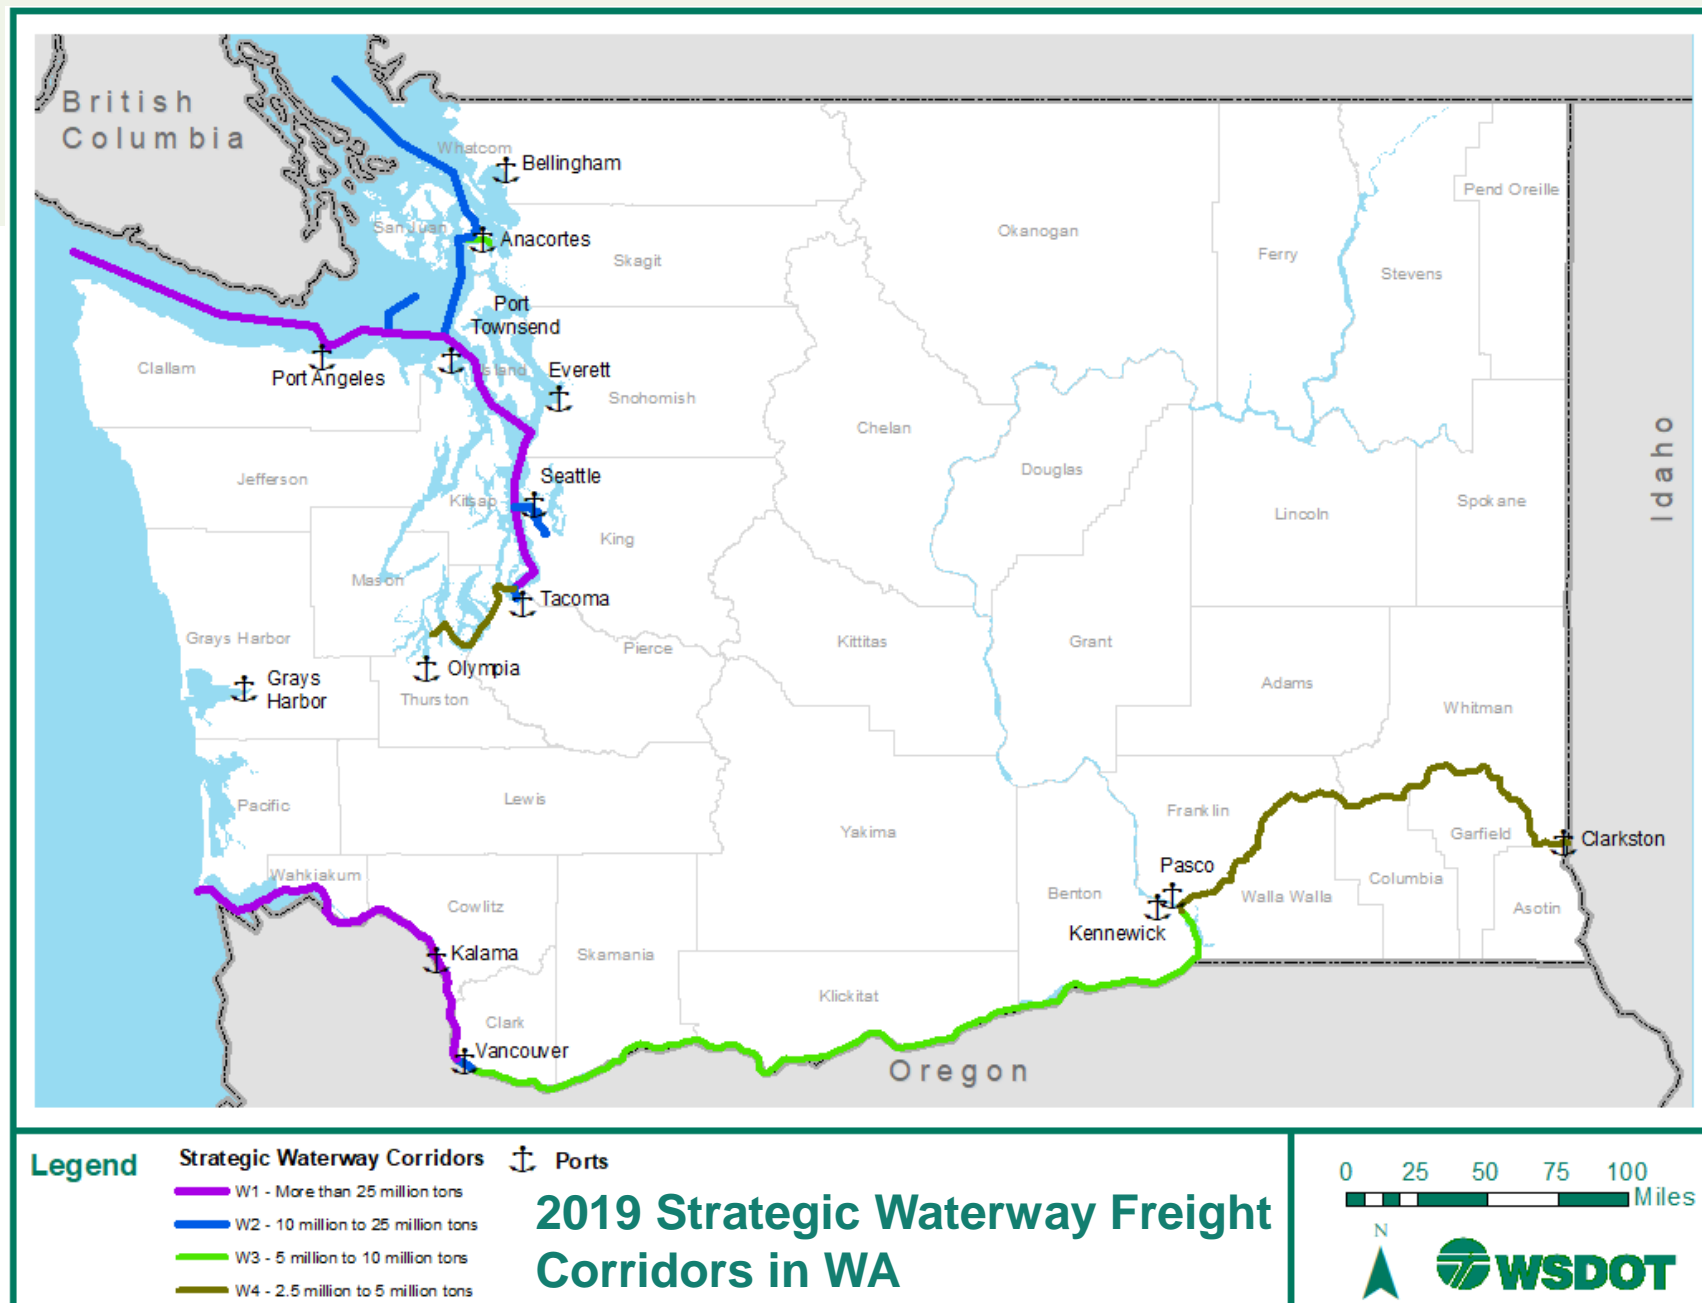 British
Columbia
Whatcom
Bellingham
Pend Oreille
San Juan
Anacortes
Okanogan
Skagit
Ferry
Stevens
Port
Townsend
Island
Clallam
Port Angeles
Everett
Snohomish
Chelan
Idaho
Jefferson
Seattle
Kitsap
Douglas
Spokane
Lincoln
King
Mason
Tacoma
Grays Harbor
Pierce
Kittitas
Grant
Olympia
Grays
Harbor
Thurston
Adams
Whitman
Pacific
Lewis
Yakima
Franklin
Garfield
Clarkston
Wahkiakum
Pasco
Benton
Columbia
Walla Walla
Cowlitz
Asotin
Kennewick
Kalama
Skamania
Klickitat
Clark
Vancouver
Oregon
Legend
Strategic Waterway Corridors
Ports
W1 - More than 25 million tons
W2 - 10 million to 25 million tons
W3 - 5 million to 10 million tons
W4 - 2.5 million to 5 million tons
2019 Strategic Waterway Freight
Corridors in WA
0 25 50 75 100
Miles
N
WSDOT